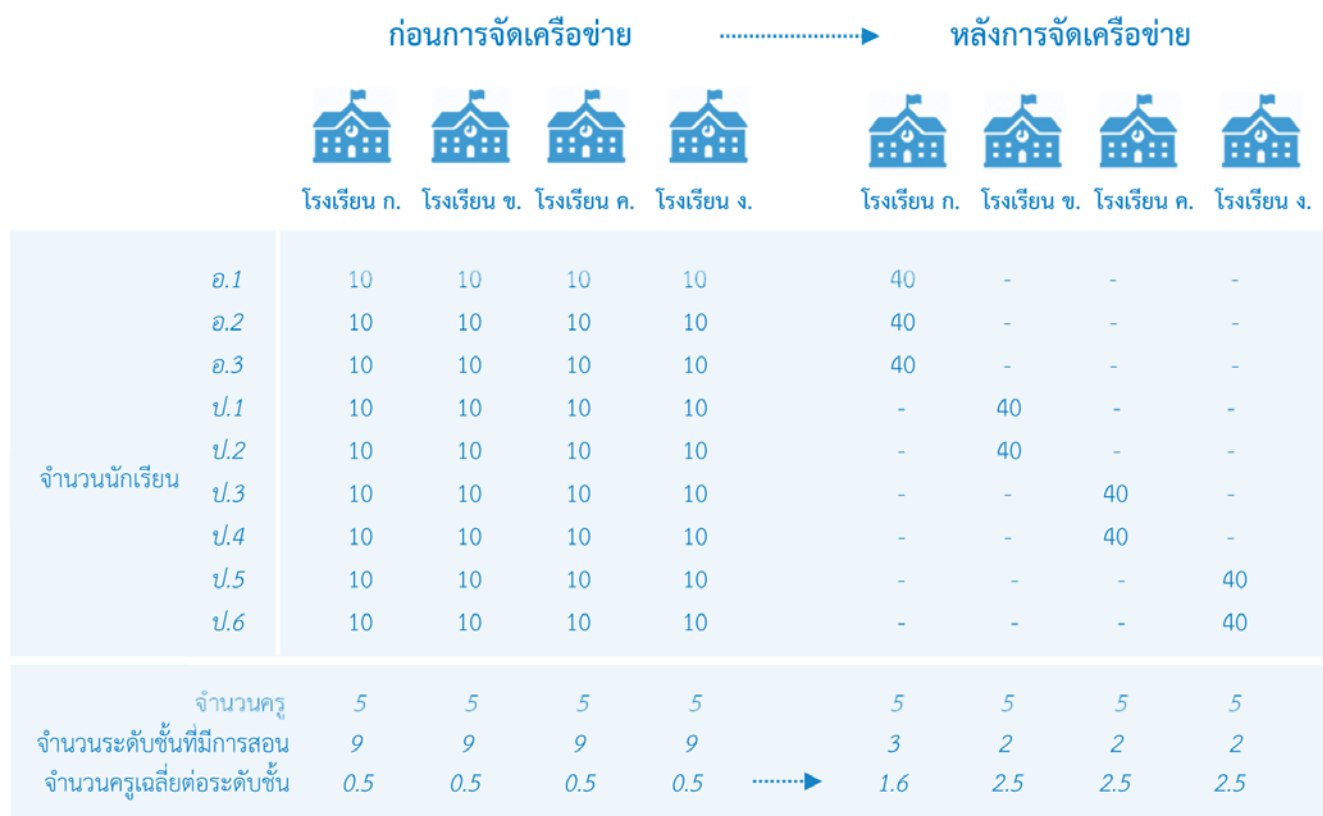 ก่อนการจัดเครือข่าย หลังการจัดเครือข่าย
โรงเรียน ก. โรงเรียน ข. โรงเรียน ค. โรงเรียน ง. โรงเรียน ก. โรงเรียน ข. โรงเรียน ค. โรงเรียน ง.
อ.1 10 10 10 10 40 - - -
อ.2 10 10 10 10 40 - - -
อ.3 10 10 10 10 40 - - -
ป.1 10 10 10 10 - 40 - -
ป.2 10 10 10 10 - 40 - -
จำนวนนักเรียน
ป.3 10 10 10 10 - - 40 -
ป.4 10 10 10 10 - - 40 -
ป.5 10 10 10 10 - - - 40
ป.6 10 10 10 10 - - - 40
จำนวนครู 5 5 5 5 5 5 5 5
จำนวนระดับชั้นที่มีการสอน 9 9 9 9 3 2 2 2
จำนวนครูเฉลี่ยต่อระดับชั้น 0.5 0.5 0.5 0.5 1.6 2.5 2.5 2.5